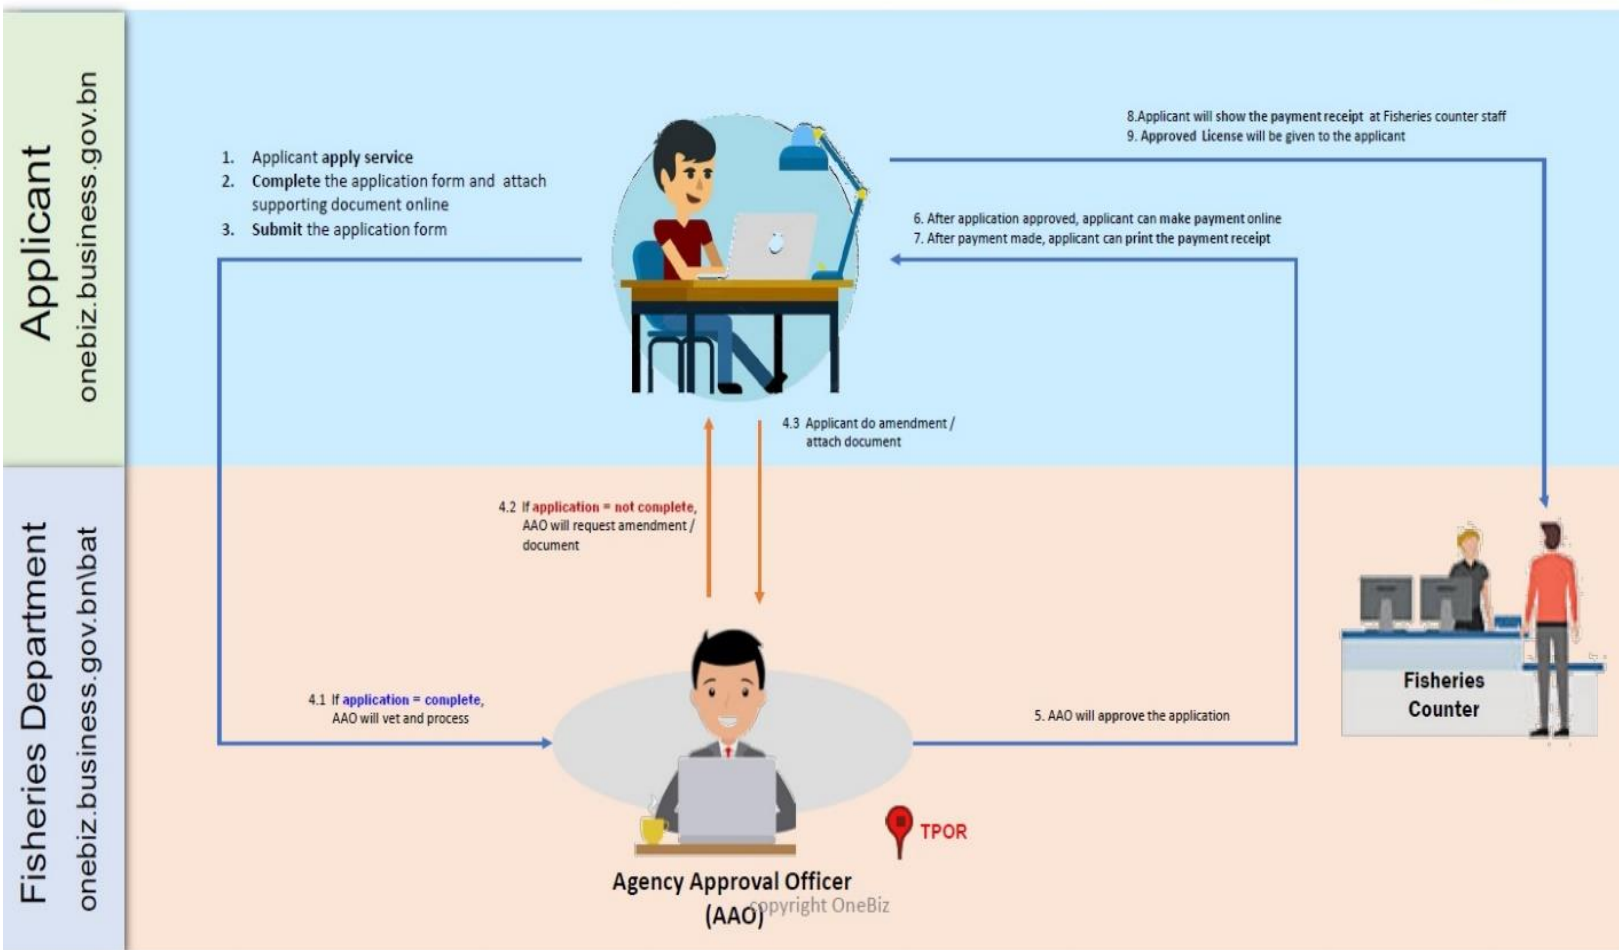 Applicant
onebiz.business.gov.bn
1. Applicant apply service
2. Complete the application form and attach
supporting document online
3. Submit the application form
8.Applicant will show the payment receipt at Fisheries counter staff
9. Approved License will be given to the applicant
6. After application approved, applicant can make payment online
7. After payment made, applicant can print the payment receipt
4.3 Applicant do amendment /
attach document
4.2 If application = not complete,
AAO will request amendment /
document
Fisheries Department
onebiz.business.gov.bn\bat
4.1 If application = complete,
AAO will vet and process
5. AAO will approve the application
Fisheries
Counter
TPOR
Agency Approval Officer
(AAO)
copyright OneBiz